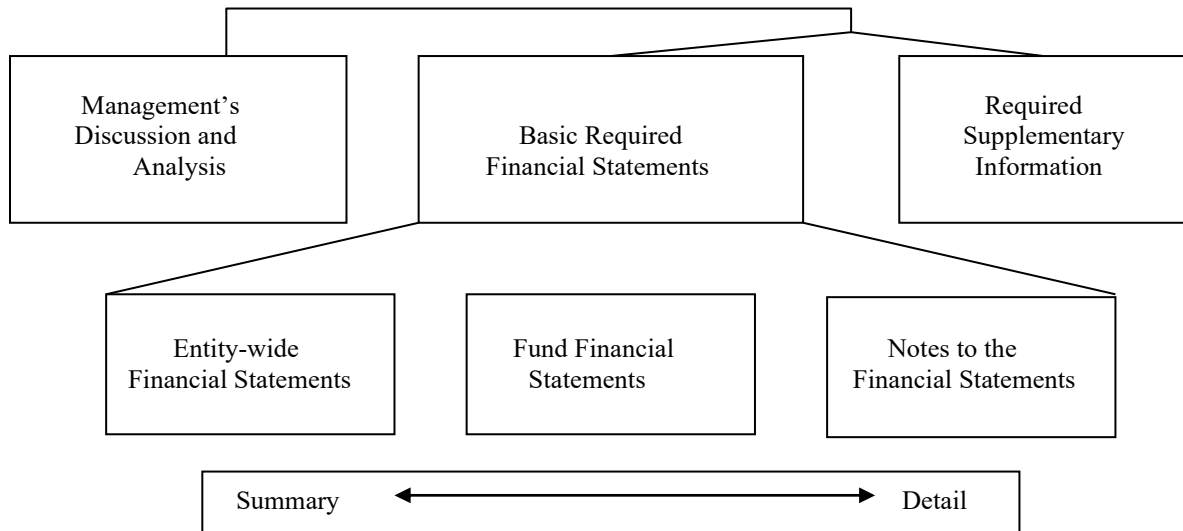 Management’s
Discussion and
Analysis
Basic Required
Financial Statements
Required
Supplementary
Information
Entity-wide
Financial Statements
Fund Financial
Statements
Notes to the
Financial Statements
Summary
Detail